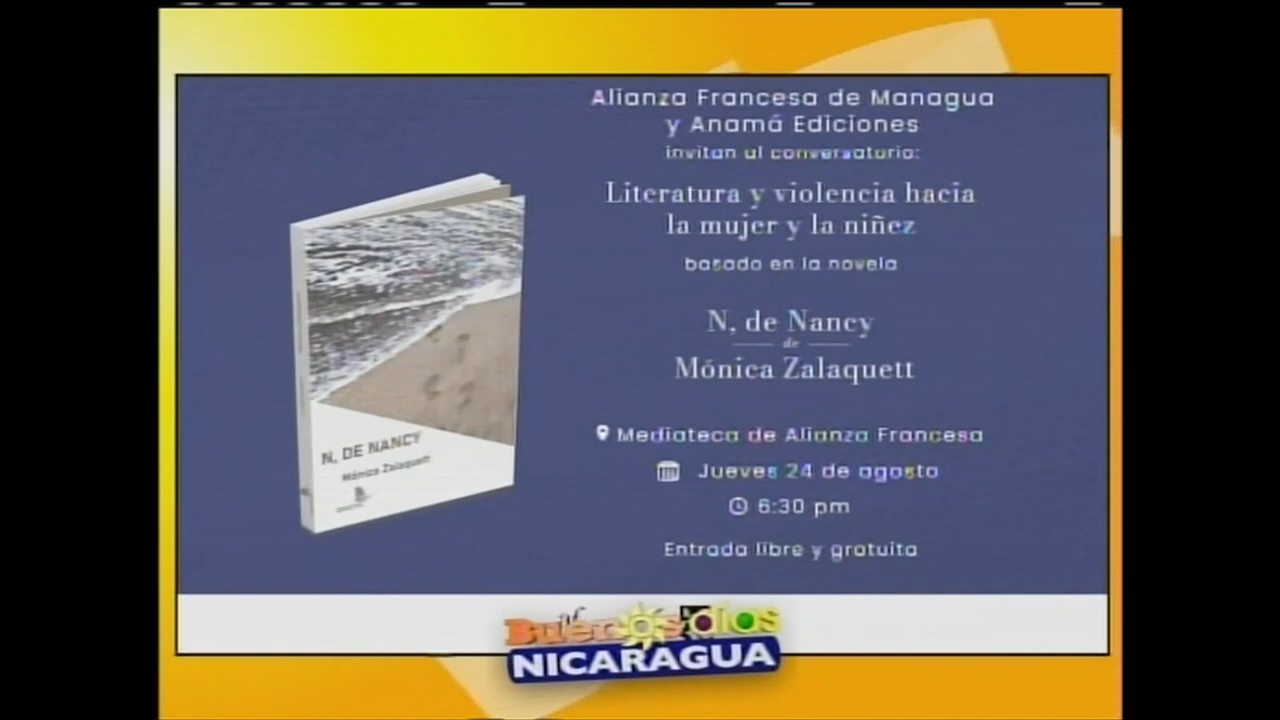 Alianza Francesa de Managua
y Anamá Ediciones
invitan al conversatorio:
Literatura y violencia hacia
la mujer y la niñez
basado en la novela
N, de Nancy
de
Mónica Zalaquett
Mediateca de Alianza Francesa
Jueves 24 de agosto
6:30 pm
Entrada libre y gratuita
N, DE NANCY
Mónica Zalaquett
Buenos días
NICARAGUA